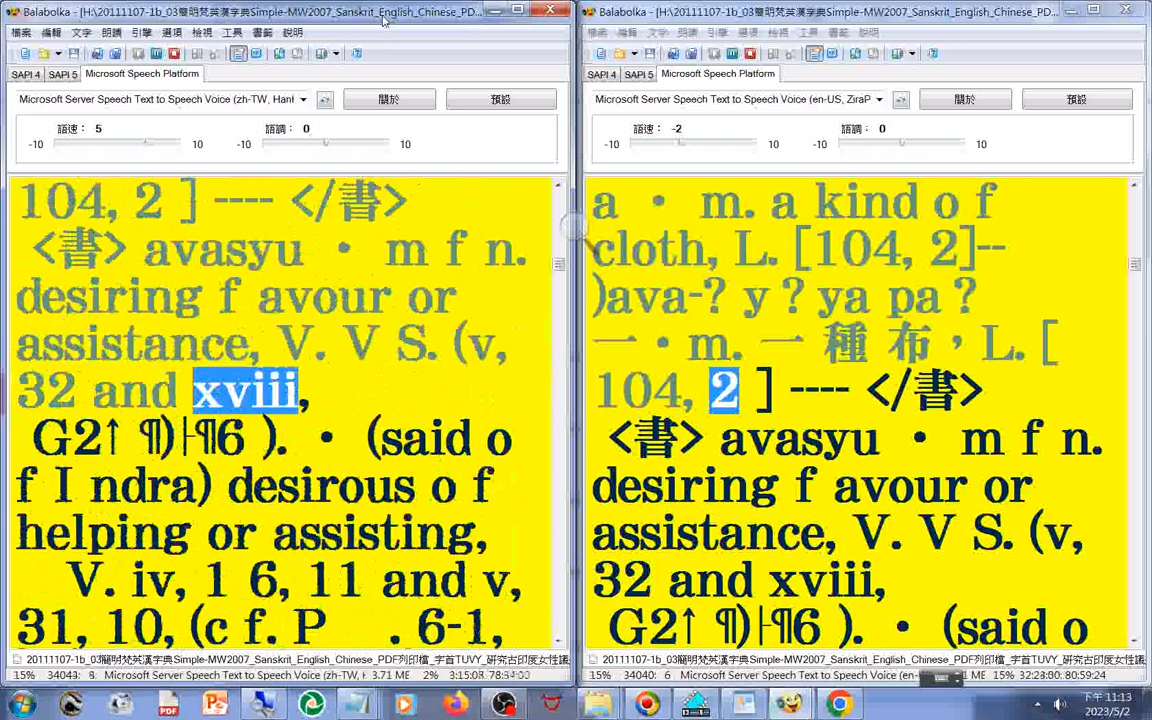 Balabolka - [H:\20111107-1b_03簡明梵英漢字典Simple-MW2007_Sanskrit_English_Chinese_PD...
檔案 編輯 文字 朗讀 引擎 選項 檢視 工具 書籤 說明
SAPI 4 SAPI 5 Microsoft Speech Platform
Microsoft Server Speech Text to Speech Voice (zh-TW, Hanl
關於 預設
語速： 5 語調： 0
-10 10 -10 10
104, 2 ] ---- </書>
<書> avasyu • m f n.
desiring f avour or
assistance, V. V S. (v,
32 and xviii,
G2↑ ¶)├¶6 ). • (said o
f I ndra) desirous o f
helping or assisting,
V. iv, 1 6, 11 and v,
31, 10, (c f. P . 6-1,
20111107-1b_03簡明梵英漢字典Simple-MW2007_Sanskrit_English_Chinese_PDF列印檔_字首TUVY_研究古印度女性議
15% 34043: 8 Microsoft Server Speech Text to Speech Voice (zh-TW, H 3.71 ME 2%
Balabolka - [H:\20111107-1b_03簡明梵英漢字典Simple-MW2007_Sanskrit_English_Chinese_PD...
檔案 編輯 文字 朗讀 引擎 選項 檢視 工具 書籤 說明
SAPI 4 SAPI 5 Microsoft Speech Platform
Microsoft Server Speech Text to Speech Voice (en-US, ZiraP
關於 預設
語速： -2 語調： 0
-10 10 -10 10
a • m. a kind o f
cloth, L. [104, 2]--
)ava-? y ? ya pa ?
一 • m. 一 種 布，L. [
104, 2 ] ---- </書>
<書> avasyu • m f n.
desiring f avour or
assistance, V. V S. (v,
32 and xviii,
G2↑ ¶)├¶6 ). • (said o
20111107-1b_03簡明梵英漢字典Simple-MW2007_Sanskrit_English_Chinese_PDF列印檔_字首TUVY_研究古印度女性議
15% 34040: 6 Microsoft Server Speech Text to Speech Voice (en-U 15% 32:23:00.80:59:24
下午 11:13
2023/5/2